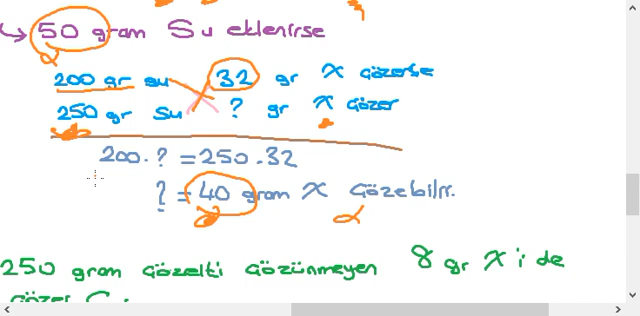 50 gram su eklenirse
200 gr su 32 gr X çözerse
250 gr su ? gr X çözer
200 . ? = 250 . 32
? = 40 gram X çözebilir.
250 gram çözelti çözünmeyen 8 gr X'i de